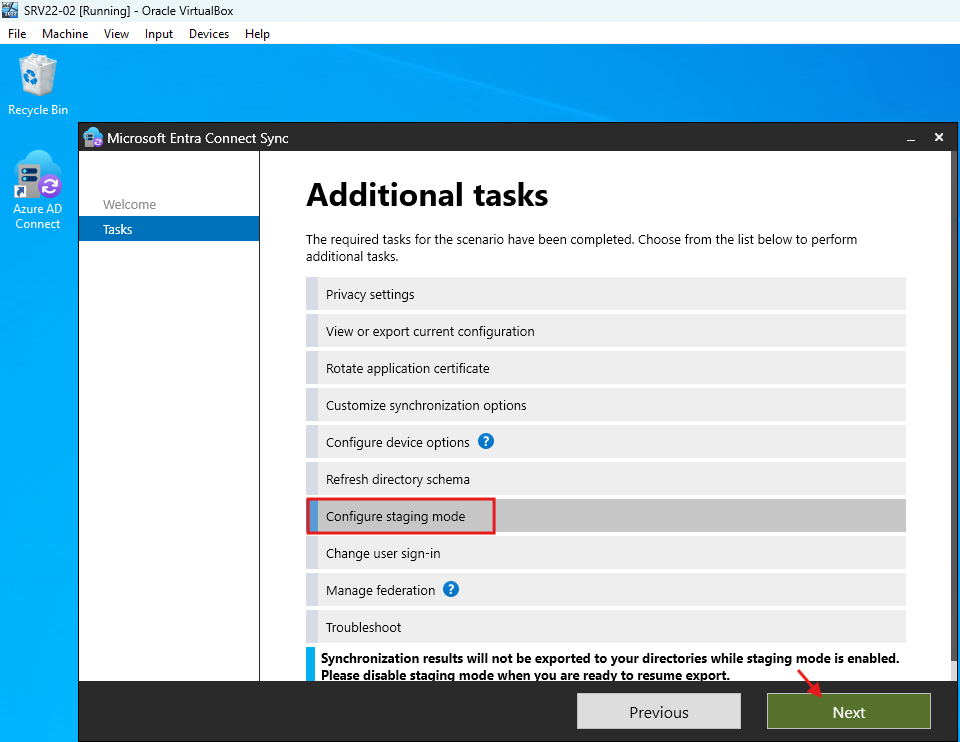 SRV22-02 [Running] - Oracle VirtualBox
File Machine View Input Devices Help
Recycle Bin
Azure AD
Connect
Microsoft Entra Connect Sync
Welcome
Tasks
Additional tasks
The required tasks for the scenario have been completed. Choose from the list below to perform
additional tasks.
Privacy settings
View or export current configuration
Rotate application certificate
Customize synchronization options
Configure device options ?
Refresh directory schema
Configure staging mode
Change user sign-in
Manage federation ?
Troubleshoot
Synchronization results will not be exported to your directories while staging mode is enabled.
Please disable staging mode when you are ready to resume export.
Previous
Next